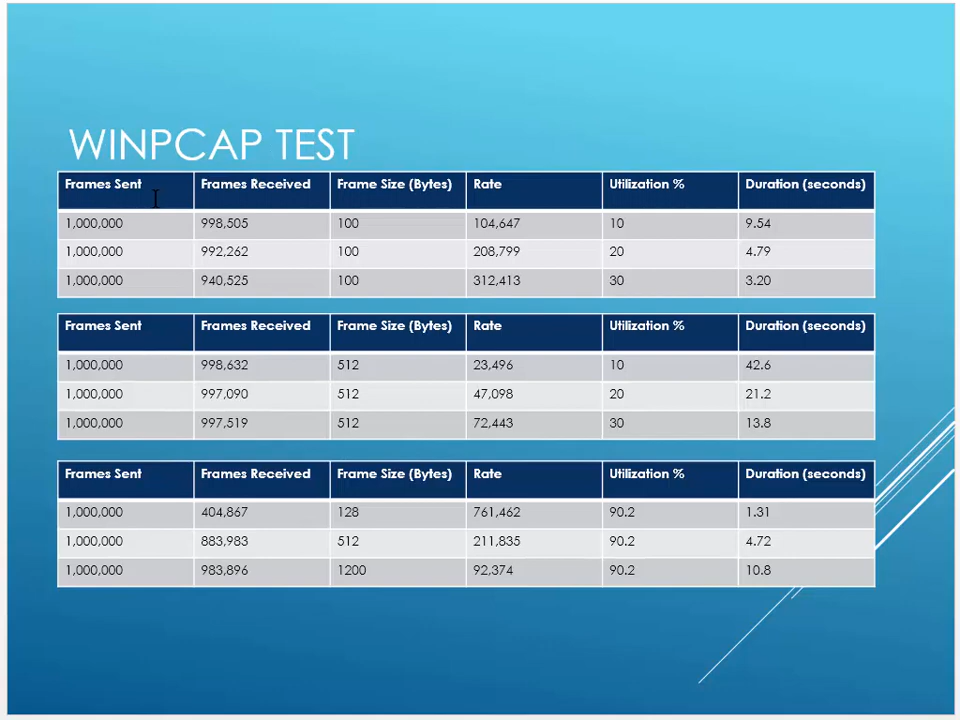 WINPCAP TEST
Frames Sent Frames Received Frame Size (Bytes) Rate Utilization % Duration (seconds)
1,000,000 998,505 100 104,647 10 9.54
1,000,000 992,262 100 208,799 20 4.79
1,000,000 940,525 100 312,413 30 3.20
Frames Sent Frames Received Frame Size (Bytes) Rate Utilization % Duration (seconds)
1,000,000 998,632 512 23,496 10 42.6
1,000,000 997,090 512 47,098 20 21.2
1,000,000 997,519 512 72,443 30 13.8
Frames Sent Frames Received Frame Size (Bytes) Rate Utilization % Duration (seconds)
1,000,000 404,867 128 761,462 90.2 1.31
1,000,000 883,983 512 211,835 90.2 4.72
1,000,000 983,896 1200 92,374 90.2 10.8